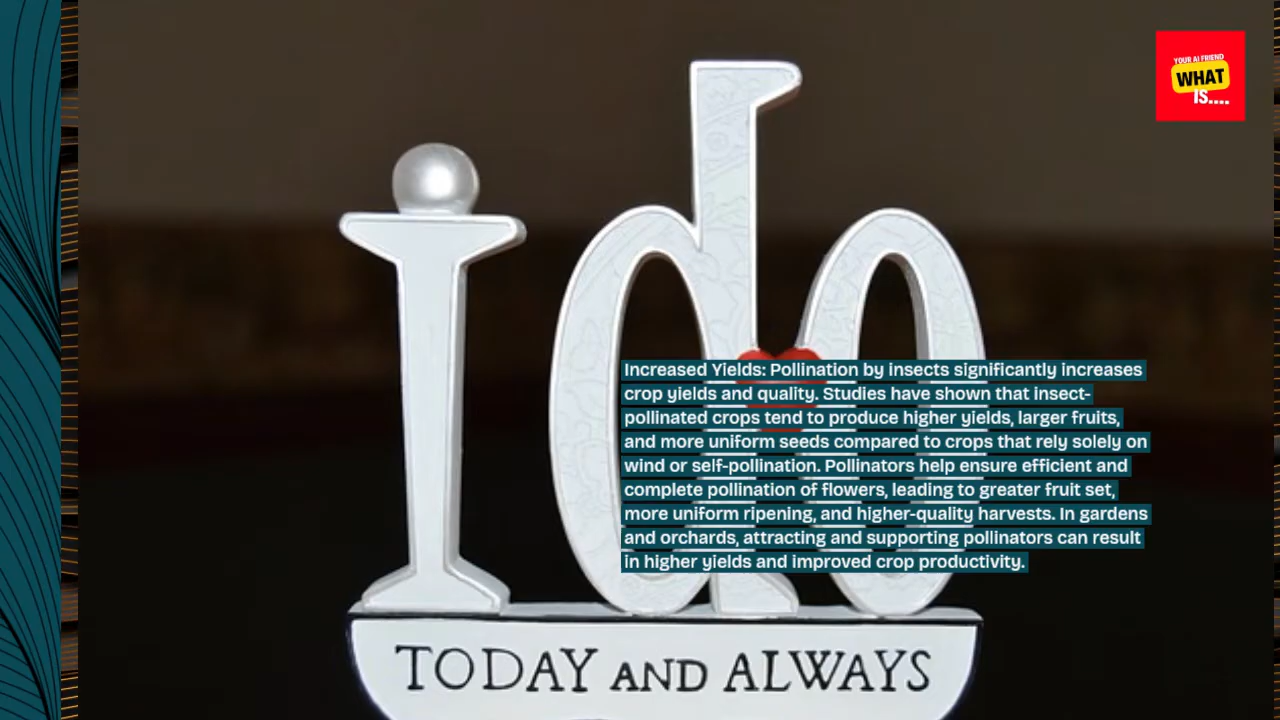 YOUR AI FRIEND
WHAT
IS....
i do
Increased Yields: Pollination by insects significantly increases
crop yields and quality. Studies have shown that insect-
pollinated crops tend to produce higher yields, larger fruits,
and more uniform seeds compared to crops that rely solely on
wind or self-pollination. Pollinators help ensure efficient and
complete pollination of flowers, leading to greater fruit set,
more uniform ripening, and higher-quality harvests. In gardens
and orchards, attracting and supporting pollinators can result
in higher yields and improved crop productivity.
TODAY AND ALWAYS